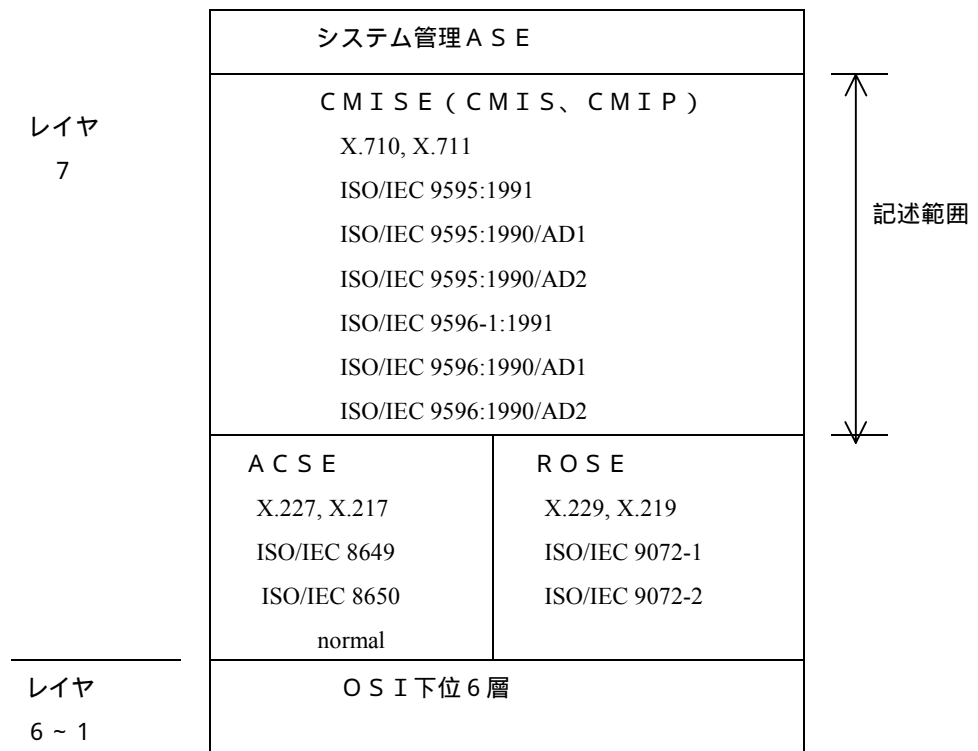 システム管理ＡＳＥ
レイヤ
7
ＣＭＩＳＥ（ＣＭＩＳ、ＣＭＩＰ）
X.710, X.711
ISO/IEC 9595:1991
ISO/IEC 9595:1990/AD1
ISO/IEC 9595:1990/AD2
ISO/IEC 9596-1:1991
ISO/IEC 9596:1990/AD1
ISO/IEC 9596:1990/AD2
記述範囲
ＡＣＳＥ
X.227, X.217
ISO/IEC 8649
ISO/IEC 8650
normal
ＲＯＳＥ
X.229, X.219
ISO/IEC 9072-1
ISO/IEC 9072-2
レイヤ
6 ~ 1
ＯＳＩ下位６層